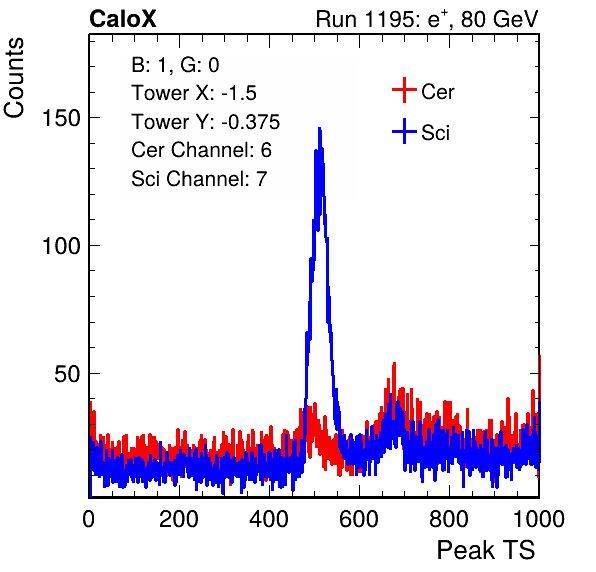 CaloX Run 1195: e⁺, 80 GeV
Counts
B: 1, G: 0
Tower X: -1.5
Tower Y: -0.375
Cer Channel: 6
Sci Channel: 7
Cer
Sci
150
100
50
0 200 400 600 800 1000
Peak TS